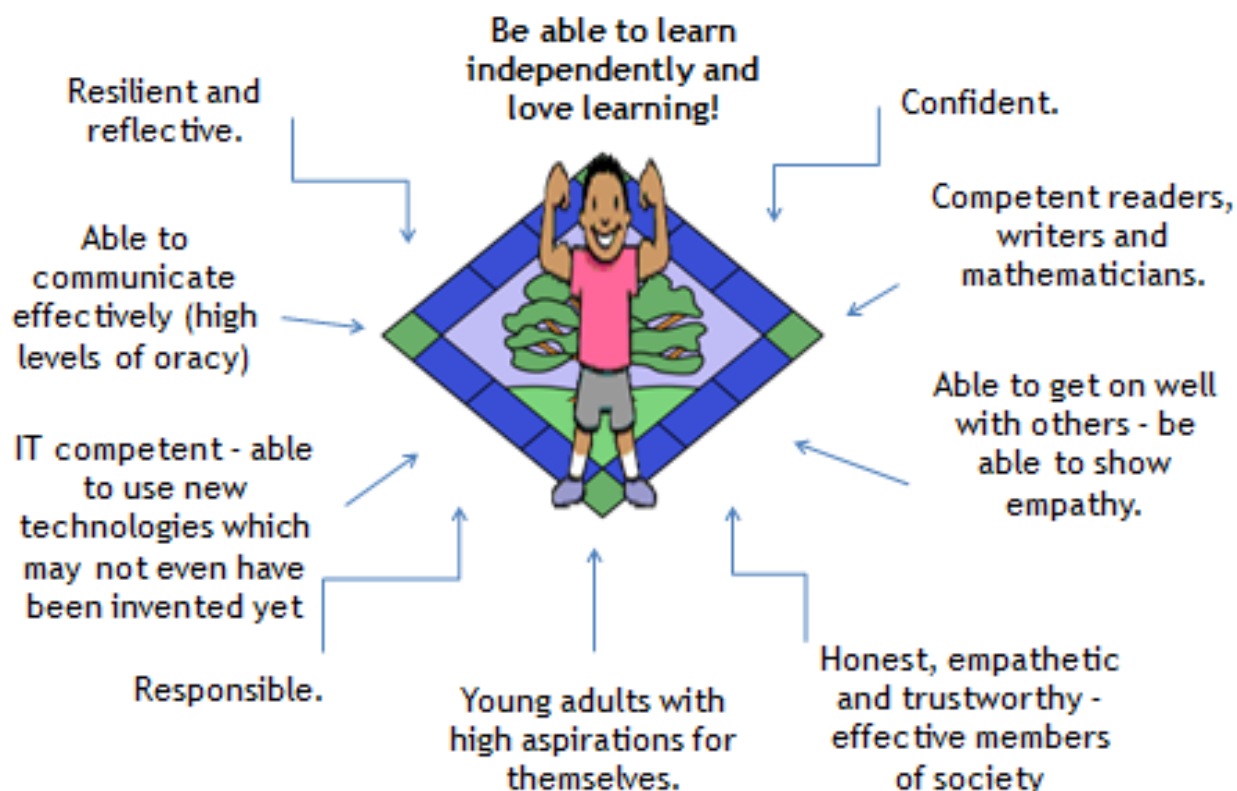 Be able to learn
independently and
love learning!
Resilient and
reflective.
Confident.
Competent readers,
writers and
mathematicians.
Able to
communicate
effectively (high
levels of oracy)
Able to get on well
with others - be
able to show
empathy.
IT competent - able
to use new
technologies which
may not even have
been invented yet
Responsible.
Young adults with
high aspirations for
themselves.
Honest, empathetic
and trustworthy -
effective members
of society